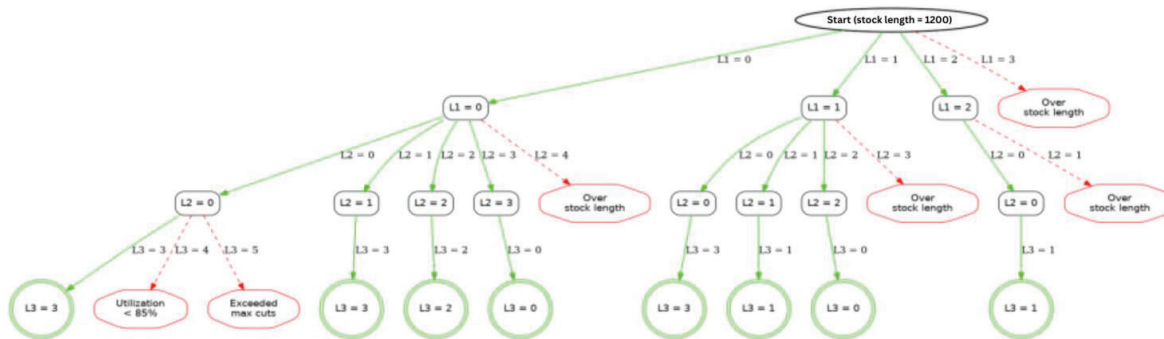 Start (stock length = 1200)
L1 = 0
L1 = 1
L1 = 2
L1 = 3
L1 = 0
L1 = 1
L1 = 2
Over
stock length
L2 = 0
L2 = 1
L2 = 2
L2 = 3
L2 = 4
L2 = 0
L2 = 1
L2 = 2
L2 = 3
L2 = 0
L2 = 1
L2 = 0
L2 = 1
L2 = 2
L2 = 3
Over
stock length
L2 = 0
L2 = 1
L2 = 2
Over
stock length
L2 = 0
Over
stock length
L3 = 3
L3 = 4
L3 = 5
L3 = 3
L3 = 2
L3 = 0
L3 = 3
L3 = 1
L3 = 0
L3 = 1
L3 = 3
Utilization
< 85%
Exceeded
max cuts
L3 = 3
L3 = 2
L3 = 0
L3 = 3
L3 = 1
L3 = 0
L3 = 1